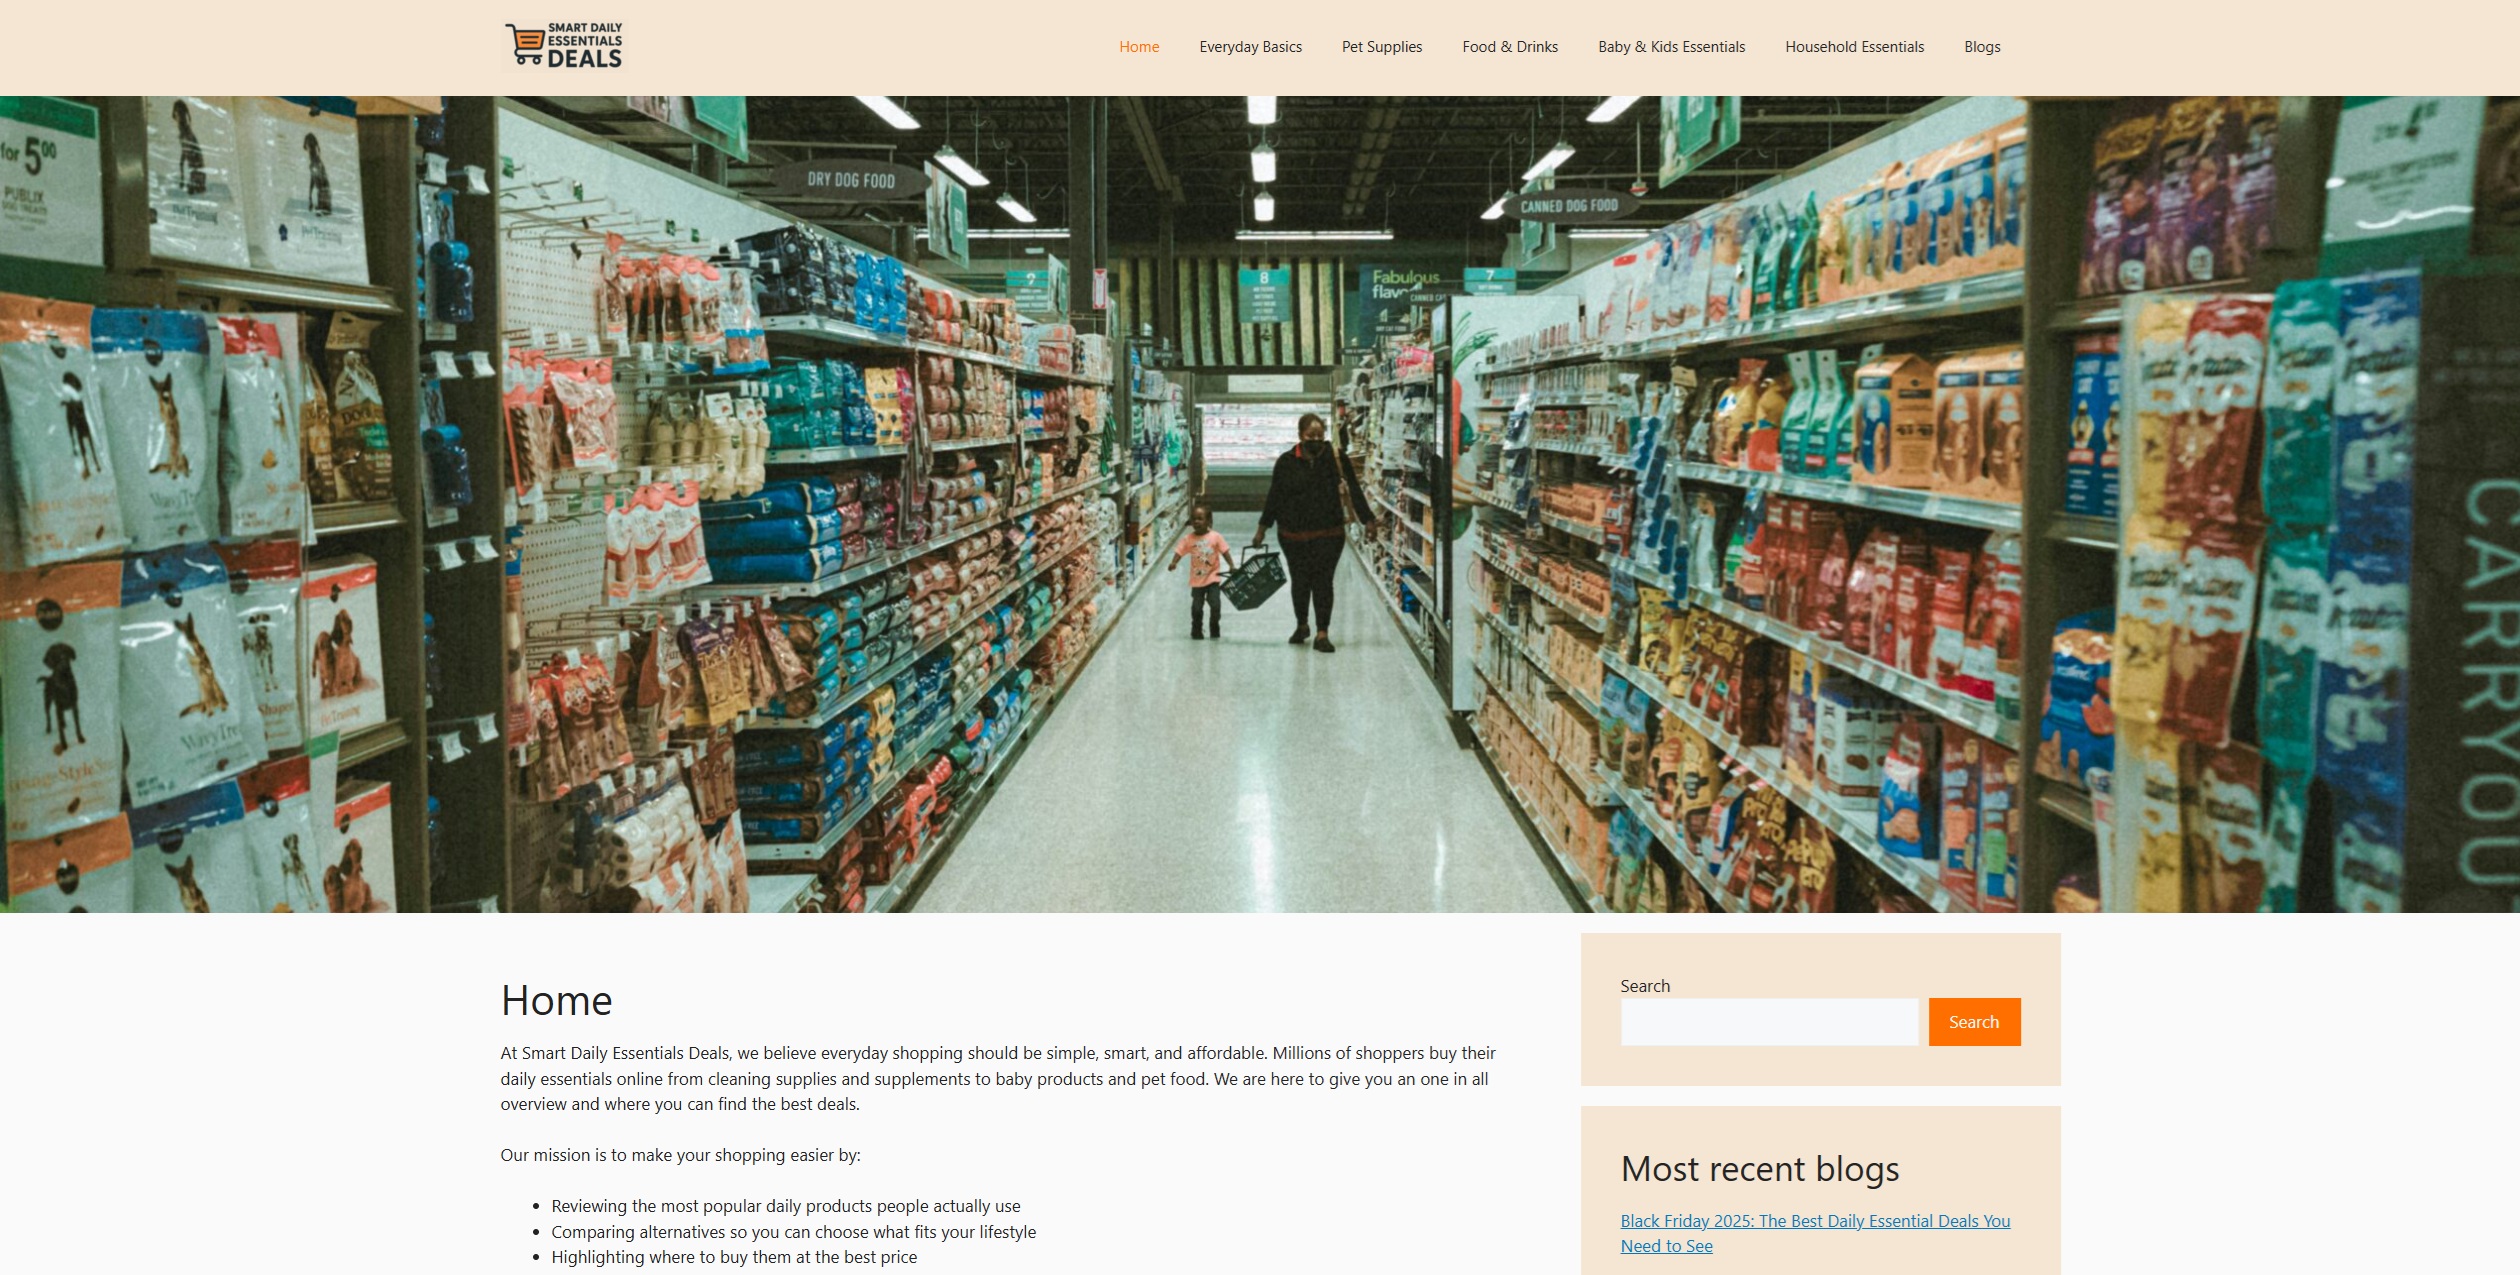 SMART DAILY
ESSENTIALS
DEALS
Home
Everyday Basics
Pet Supplies
Food & Drinks
Baby & Kids Essentials
Household Essentials
Blogs
for 5⁰⁰
PUBLIX
DRY DOG FOOD
CANNED DOG FOOD
8
7
Fabulous
CARRYOU
Home
At Smart Daily Essentials Deals, we believe everyday shopping should be simple, smart, and affordable. Millions of shoppers buy their
daily essentials online from cleaning supplies and supplements to baby products and pet food. We are here to give you an one in all
overview and where you can find the best deals.
Our mission is to make your shopping easier by:
Reviewing the most popular daily products people actually use
Comparing alternatives so you can choose what fits your lifestyle
Highlighting where to buy them at the best price
Search
Search
Most recent blogs
Black Friday 2025: The Best Daily Essential Deals You
Need to See